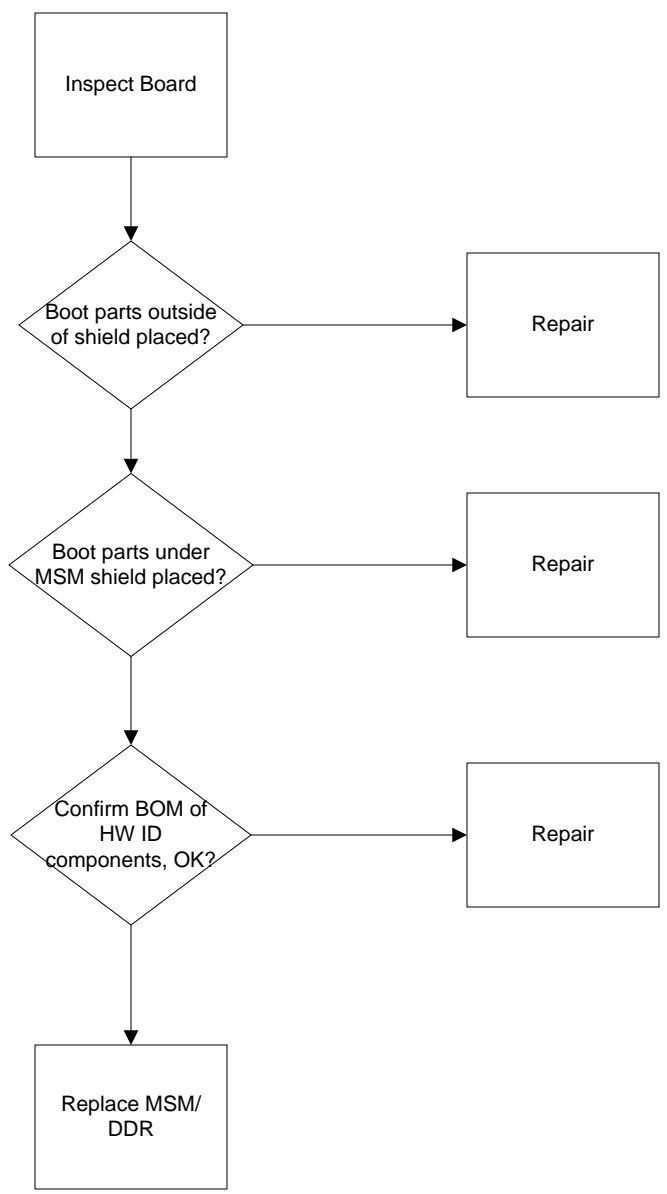 Inspect Board
Boot parts outside
of shield placed?
Repair
Boot parts under
MSM shield placed?
Repair
Confirm BOM of
HW ID
components, OK?
Repair
Replace MSM/
DDR